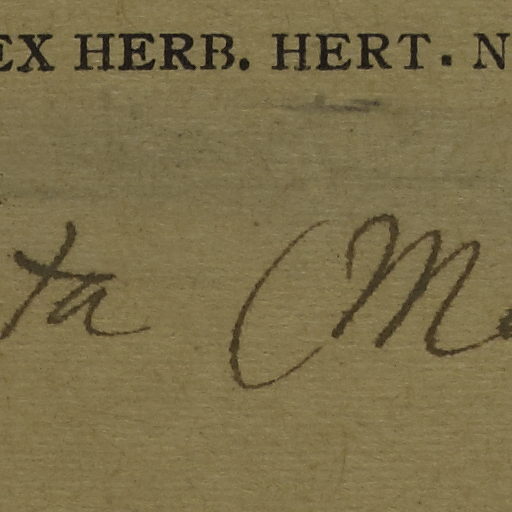 EX HERB. HERT. N
ta (M